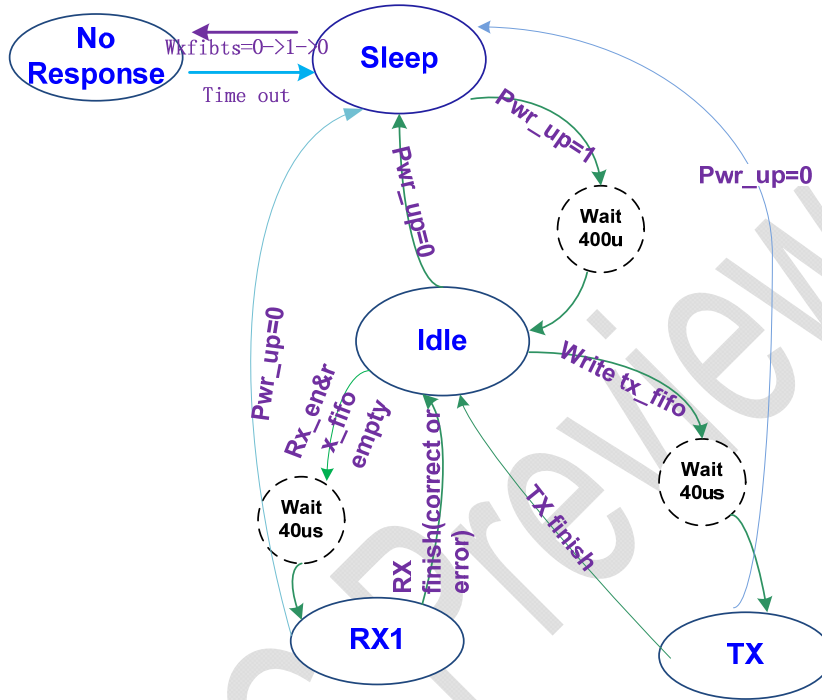 No
Response
Wkfibts=0->1->0
Time out
Sleep
Pwr_up=1
Pwr_up=0
Pwr_up=0
Wait
400u
Idle
Pwr_up=0
Rx_en&r
x_fifo
empty
Write tx_fifo
Wait
40us
Wait
40us
RX
finish(correct or
error)
TX finish
RX1
TX
Preview